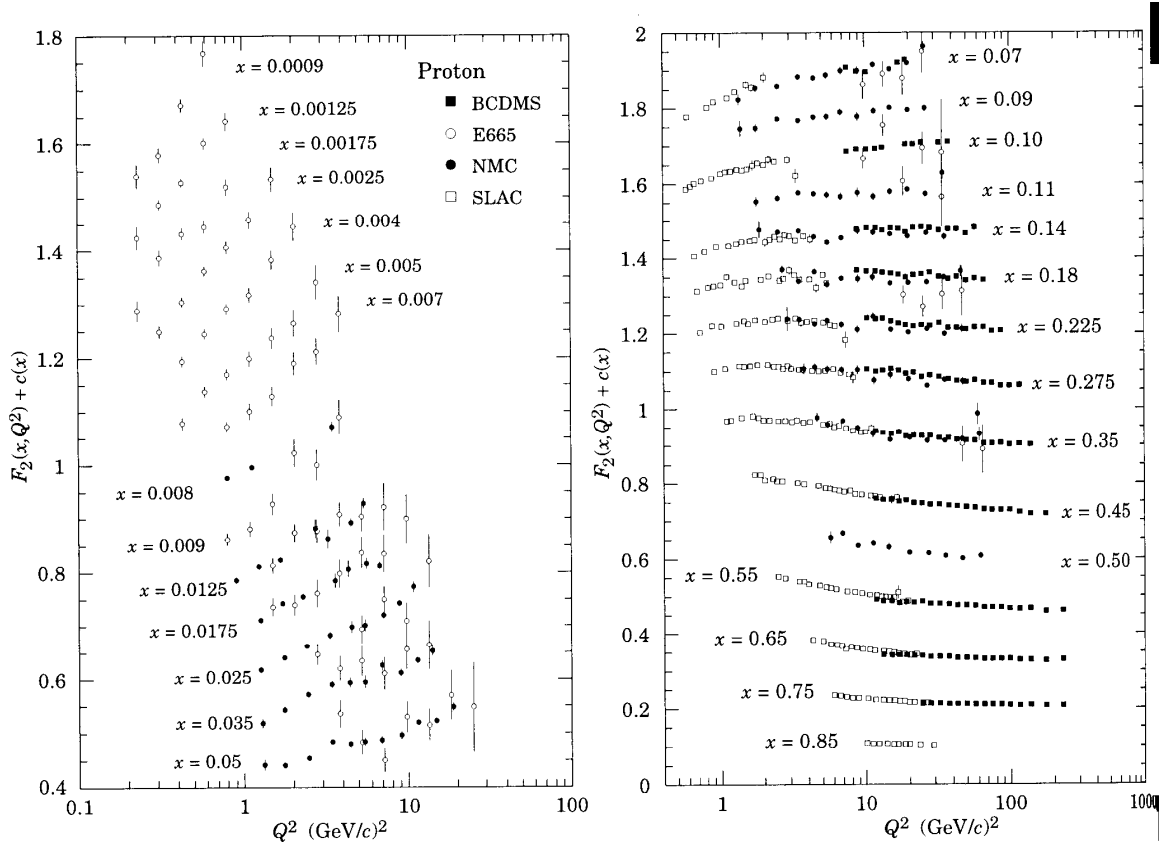 1.8
1.6
1.4
1.2
1
0.8
0.6
0.4
F2(x,Q²) + c(x)
0.1
1
10
100
Q² (GeV/c)²
Proton
BCDMS
E665
NMC
SLAC
x = 0.0009
x = 0.00125
x = 0.00175
x = 0.0025
x = 0.004
x = 0.005
x = 0.007
x = 0.008
x = 0.009
x = 0.0125
x = 0.0175
x = 0.025
x = 0.035
x = 0.05
2
1.8
1.6
1.4
1.2
1
0.8
0.6
0.4
0.2
0
F2(x,Q²) + c(x)
1
10
100
Q² (GeV/c)²
x = 0.07
x = 0.09
x = 0.10
x = 0.11
x = 0.14
x = 0.18
x = 0.225
x = 0.275
x = 0.35
x = 0.45
x = 0.50
x = 0.55
x = 0.65
x = 0.75
x = 0.85